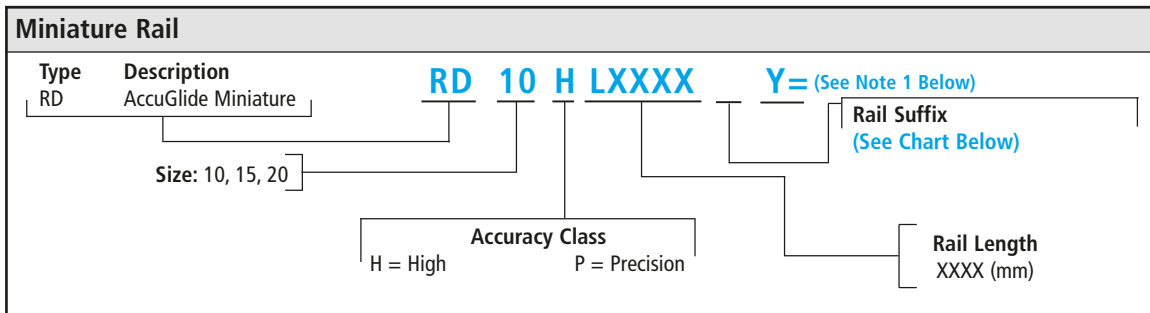 Miniature Rail
Type Description
RD AccuGlide Miniature
RD 10 H LXXXX _ Y= (See Note 1 Below)
Rail Suffix
(See Chart Below)
Size: 10, 15, 20
Accuracy Class
H = High P = Precision
Rail Length
XXXX (mm)